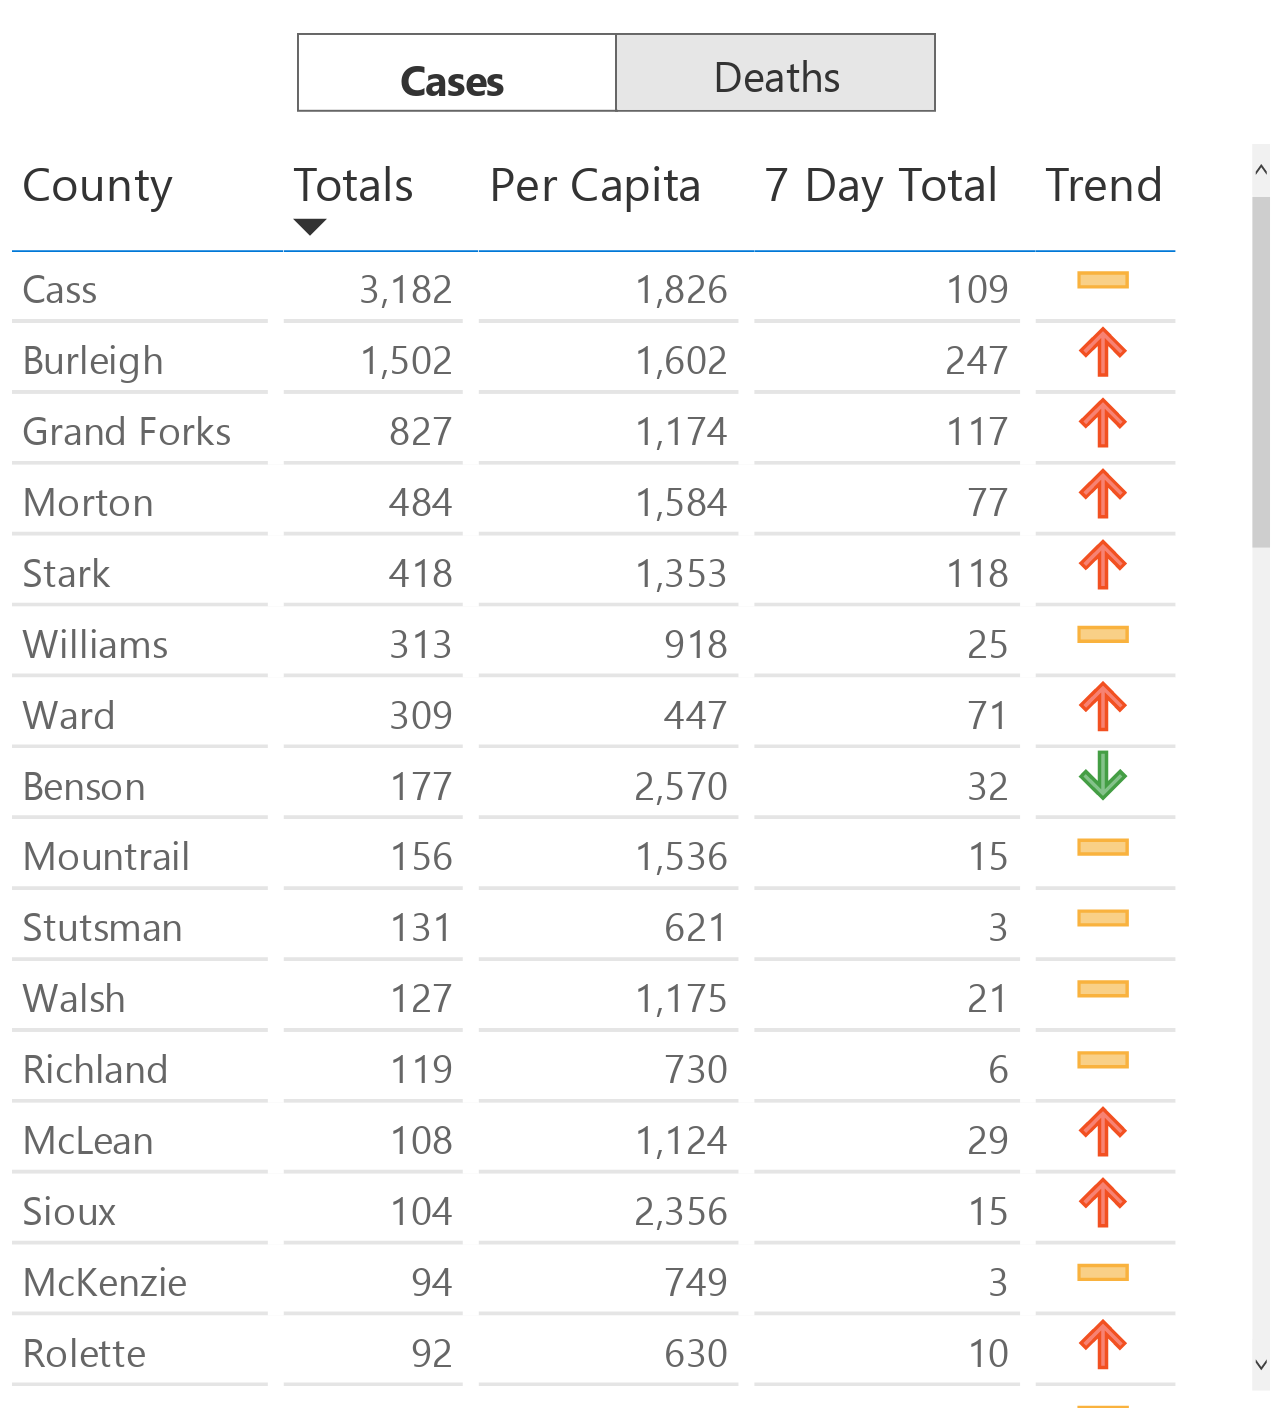 Cases Deaths
County Totals Per Capita 7 Day Total Trend
Cass 3,182 1,826 109
Burleigh 1,502 1,602 247
Grand Forks 827 1,174 117
Morton 484 1,584 77
Stark 418 1,353 118
Williams 313 918 25
Ward 309 447 71
Benson 177 2,570 32
Mountrail 156 1,536 15
Stutsman 131 621 3
Walsh 127 1,175 21
Richland 119 730 6
McLean 108 1,124 29
Sioux 104 2,356 15
McKenzie 94 749 3
Rolette 92 630 10